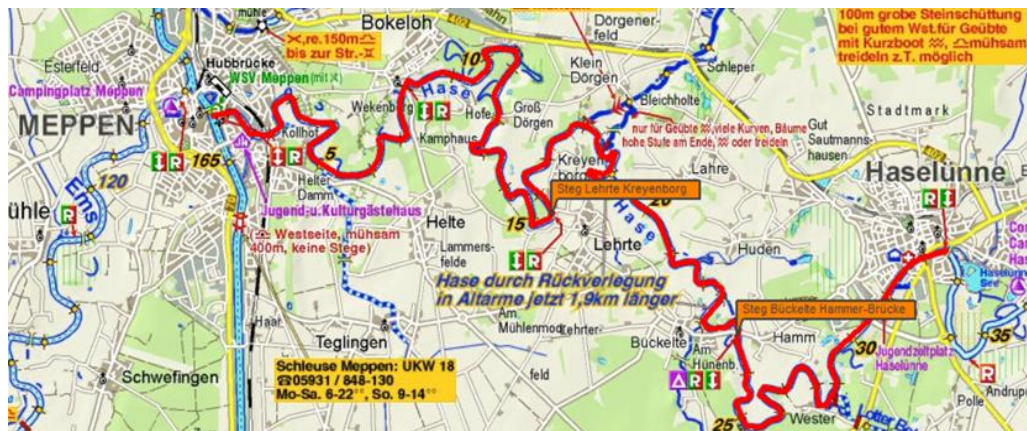 Bokeloh
mühle
re.150m
bis zur Str.-
Hubbrücke
WSV Meppen (mit
Esterfeld
Campingplatz Meppen
MEPPEN
165
120
Ems
ühle
Kollhof
5
Helter
Damm
Jugend-u.Kulturgästehaus
Westseite, mühsam
400m, keine Stege)
Wekenborg
Hase
10
Hofe
Kamphaus
Groß
Dörgen
Dörgener-
feld
Klein
Dörgen
Schleper
Bleichholte
nur für Geübte viele Kurven, Bäume
hohe Stufe am Ende, oder treideln
100m grobe Steinschüttung
bei gutem Wst.für Geübte
mit Kurzboot mühsam
treideln z.T. möglich
Stadtmark
Gut
Sautmanns-
hausen
Haselünne
Lahre
Kreyen
borg
Steg Lehrte Kreyenborg
15
20
Hase
Helte
Lammers-
felde
Lehrte
Huden
Hase durch Rückverlegung
in Altarme jetzt 1,9km länger
Am
Mühlenmod
Lehrter-
feld
Steg Bückelte Hammer-Brücke
Bückelte
Am
Hünenb.
Hamm
30
Jugendzeltplatz
Haselünne
35
Andrup
Polle
Haar
Teglingen
Schwefingen
Schleuse Meppen: UKW 18
☎05931 / 848-130
Mo-Sa. 6-22°°, So. 9-14°°
25
Wester
Lotter Be